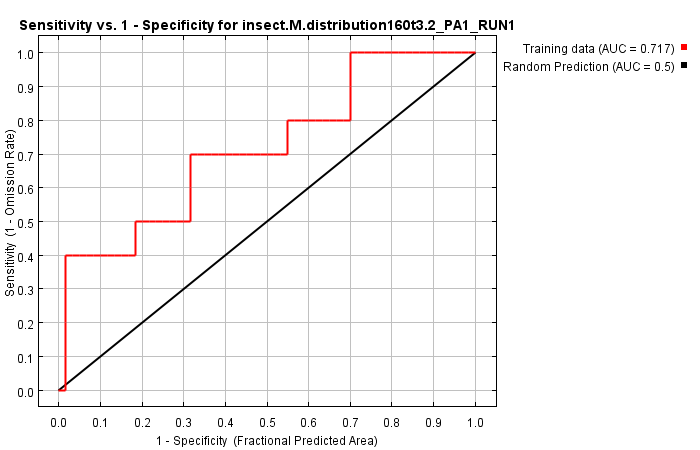 Sensitivity vs. 1 - Specificity for insect.M.distribution160t3.2_PA1_RUN1
Training data (AUC = 0.717)
Random Prediction (AUC = 0.5)
Sensitivity (1 - Omission Rate)
1.0
0.9
0.8
0.7
0.6
0.5
0.4
0.3
0.2
0.1
0.0
0.0 0.1 0.2 0.3 0.4 0.5 0.6 0.7 0.8 0.9 1.0
1 - Specificity (Fractional Predicted Area)